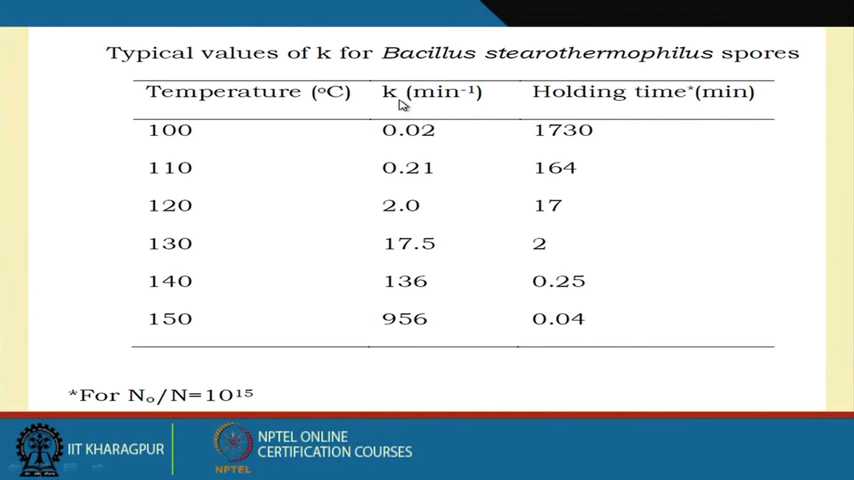 Typical values of k for Bacillus stearothermophilus spores
Temperature (°C) k (min⁻¹) Holding time*(min)
100 0.02 1730
110 0.21 164
120 2.0 17
130 17.5 2
140 136 0.25
150 956 0.04
*For Nₒ/N=10¹⁵
IIT KHARAGPUR
NPTEL
NPTEL ONLINE
CERTIFICATION COURSES